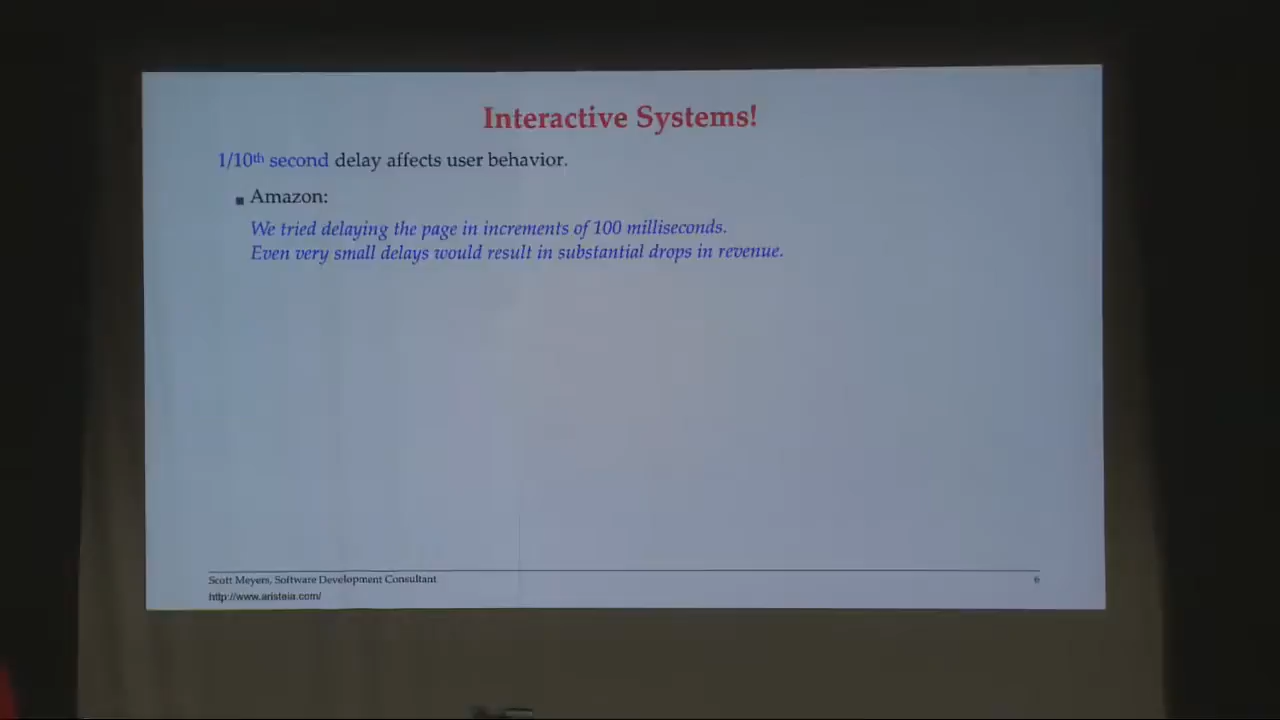 Interactive Systems!
1/10th second delay affects user behavior.
■ Amazon:
We tried delaying the page in increments of 100 milliseconds.
Even very small delays would result in substantial drops in revenue.
Scott Meyers, Software Development Consultant
6
http://www.aristeia.com/